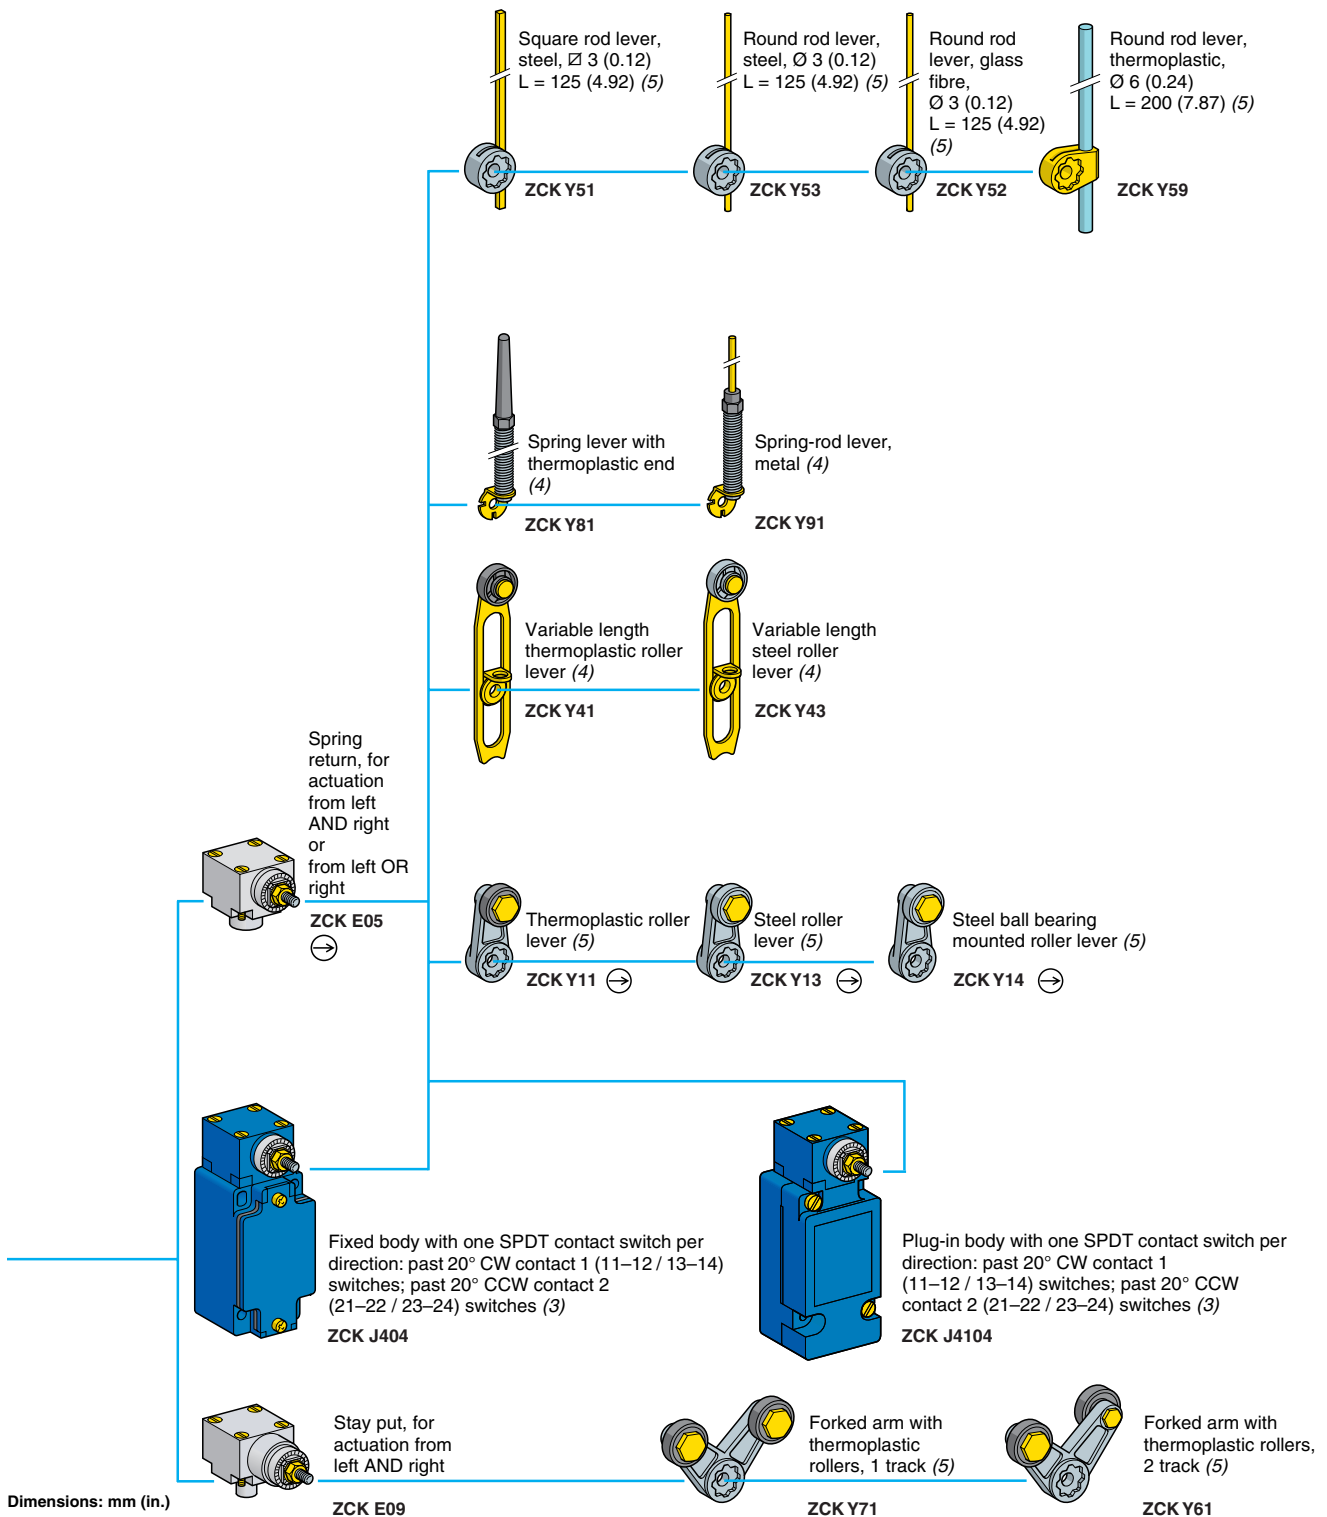 Square rod lever,
steel, ⌀ 3 (0.12)
L = 125 (4.92) (5)
ZCK Y51
Round rod lever,
steel, Ø 3 (0.12)
L = 125 (4.92) (5)
ZCK Y53
Round rod
lever, glass
fibre,
Ø 3 (0.12)
L = 125 (4.92)
(5)
ZCK Y52
Round rod lever,
thermoplastic,
Ø 6 (0.24)
L = 200 (7.87) (5)
ZCK Y59
Spring lever with
thermoplastic end
(4)
ZCK Y81
Spring-rod lever,
metal (4)
ZCK Y91
Variable length
thermoplastic roller
lever (4)
ZCK Y41
Variable length
steel roller
lever (4)
ZCK Y43
Spring
return, for
actuation
from left
AND right
or
from left OR
right
ZCK E05
Thermoplastic roller
lever (5)
ZCK Y11
Steel roller
lever (5)
ZCK Y13
Steel ball bearing
mounted roller lever (5)
ZCK Y14
Fixed body with one SPDT contact switch per
direction: past 20° CW contact 1 (11–12 / 13–14)
switches; past 20° CCW contact 2
(21–22 / 23–24) switches (3)
ZCK J404
Plug-in body with one SPDT contact switch per
direction: past 20° CW contact 1
(11–12 / 13–14) switches; past 20° CCW
contact 2 (21–22 / 23–24) switches (3)
ZCK J4104
Stay put, for
actuation from
left AND right
ZCK E09
Forked arm with
thermoplastic
rollers, 1 track (5)
ZCK Y71
Forked arm with
thermoplastic rollers,
2 track (5)
ZCK Y61
Dimensions: mm (in.)